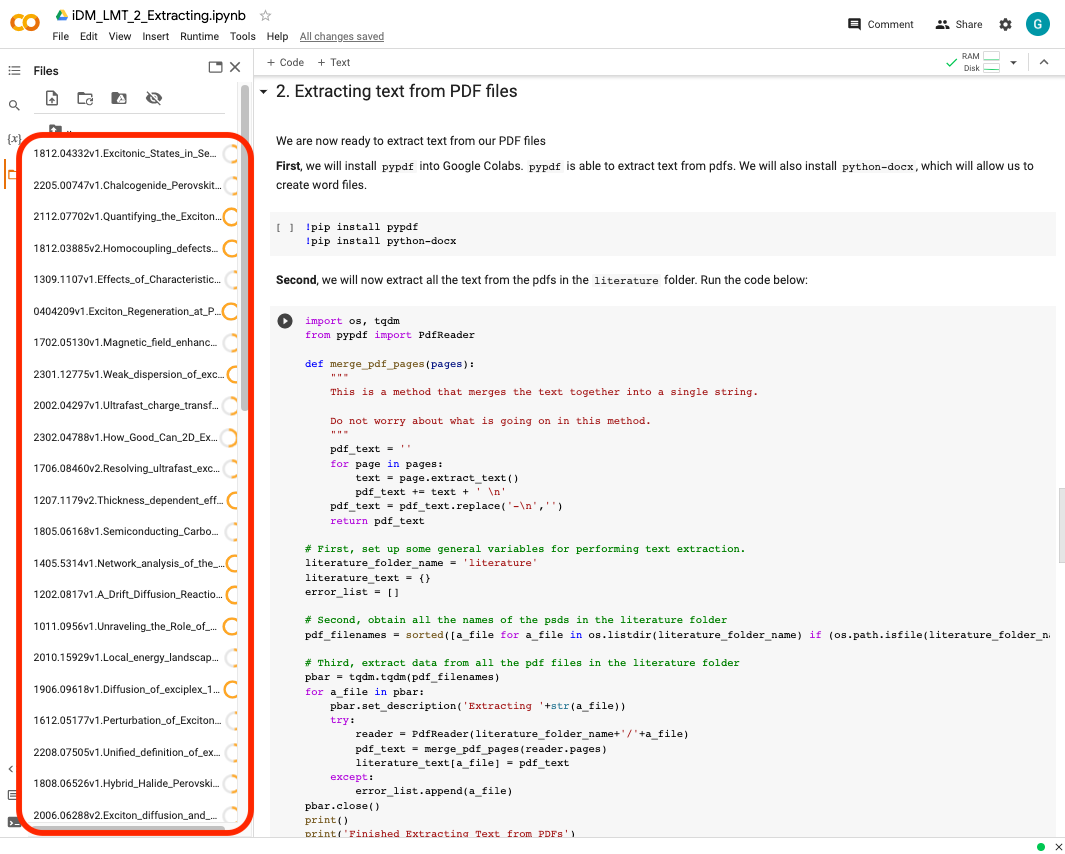 iDM_LMT_2_Extracting.ipynb
File Edit View Insert Runtime Tools Help All changes saved
Comment Share G
Files
+ Code + Text
RAM
Disk
{x}
1812.04332v1.Excitonic_States_in_Se...
2205.00747v1.Chalcogenide_Perovskit...
2112.07702v1.Quantifying_the_Exciton...
1812.03885v2.Homocoupling_defects...
1309.1107v1.Effects_of_Characteristic...
0404209v1.Exciton_Regeneration_at_P...
1702.05130v1.Magnetic_field_enhanc...
2301.12775v1.Weak_dispersion_of_exc...
2002.04297v1.Ultrafast_charge_transf...
2302.04788v1.How_Good_Can_2D_Ex...
1706.08460v2.Resolving_ultrafast_exc...
1207.1179v2.Thickness_dependent_eff...
1805.06168v1.Semiconducting_Carbo...
1405.5314v1.Network_analysis_of_the_...
1202.0817v1.A_Drift_Diffusion_Reactio...
1011.0956v1.Unraveling_the_Role_of_...
2010.15929v1.Local_energy_landscap...
1906.09618v1.Diffusion_of_exciplex_1...
1612.05177v1.Perturbation_of_Exciton...
2208.07505v1.Unified_definition_of_ex...
1808.06526v1.Hybrid_Halide_Perovski...
2006.06288v2.Exciton_diffusion_and_...
2. Extracting text from PDF files
We are now ready to extract text from our PDF files
First, we will install pypdf into Google Colabs. pypdf is able to extract text from pdfs. We will also install python-docx, which will allow us to
create word files.
[ ] !pip install pypdf
!pip install python-docx
Second, we will now extract all the text from the pdfs in the literature folder. Run the code below:
import os, tqdm
from pypdf import PdfReader
def merge_pdf_pages(pages):
"""
This is a method that merges the text together into a single string.
Do not worry about what is going on in this method.
"""
pdf_text = ''
for page in pages:
text = page.extract_text()
pdf_text += text + ' \n'
pdf_text = pdf_text.replace('-\n','')
return pdf_text
# First, set up some general variables for performing text extraction.
literature_folder_name = 'literature'
literature_text = {}
error_list = []
# Second, obtain all the names of the psds in the literature folder
pdf_filenames = sorted([a_file for a_file in os.listdir(literature_folder_name) if (os.path.isfile(literature_folder_n
# Third, extract data from all the pdf files in the literature folder
pbar = tqdm.tqdm(pdf_filenames)
for a_file in pbar:
pbar.set_description('Extracting '+str(a_file))
try:
reader = PdfReader(literature_folder_name+'/'+a_file)
pdf_text = merge_pdf_pages(reader.pages)
literature_text[a_file] = pdf_text
except:
error_list.append(a_file)
pbar.close()
print()
print('Finished Extracting Text from PDFs')